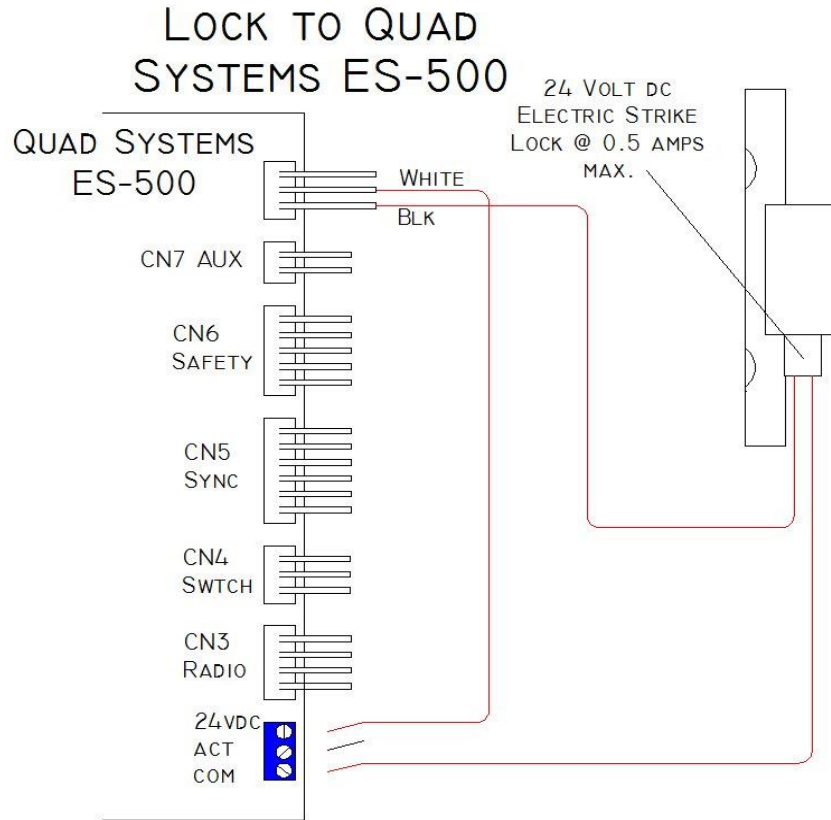 LOCK TO QUAD
SYSTEMS ES-500
QUAD SYSTEMS
ES-500
24 VOLT DC
ELECTRIC STRIKE
LOCK @ 0.5 AMPS
MAX.
WHITE
BLK
CN7 AUX
CN6
SAFETY
CN5
SYNC
CN4
SWTCH
CN3
RADIO
24VDC
ACT
COM